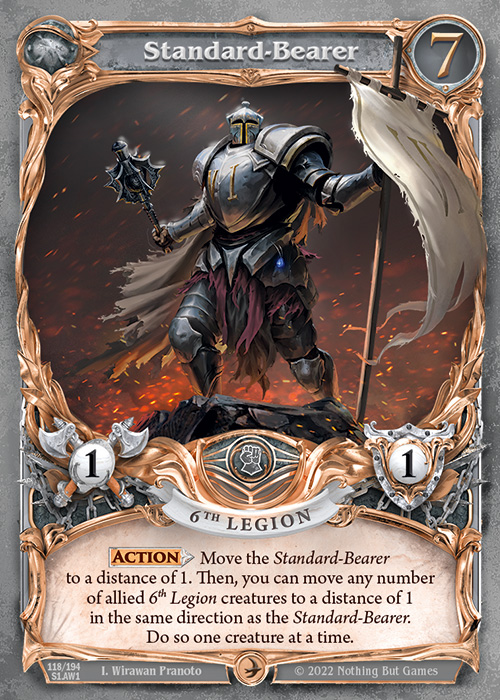 Standard-Bearer
7
VI
1
1
6TH LEGION
ACTION Move the Standard-Bearer
to a distance of 1. Then, you can move any number
of allied 6th Legion creatures to a distance of 1
in the same direction as the Standard-Bearer.
Do so one creature at a time.
118/194
S1.AW1
I. Wirawan Pranoto
© 2022 Nothing But Games